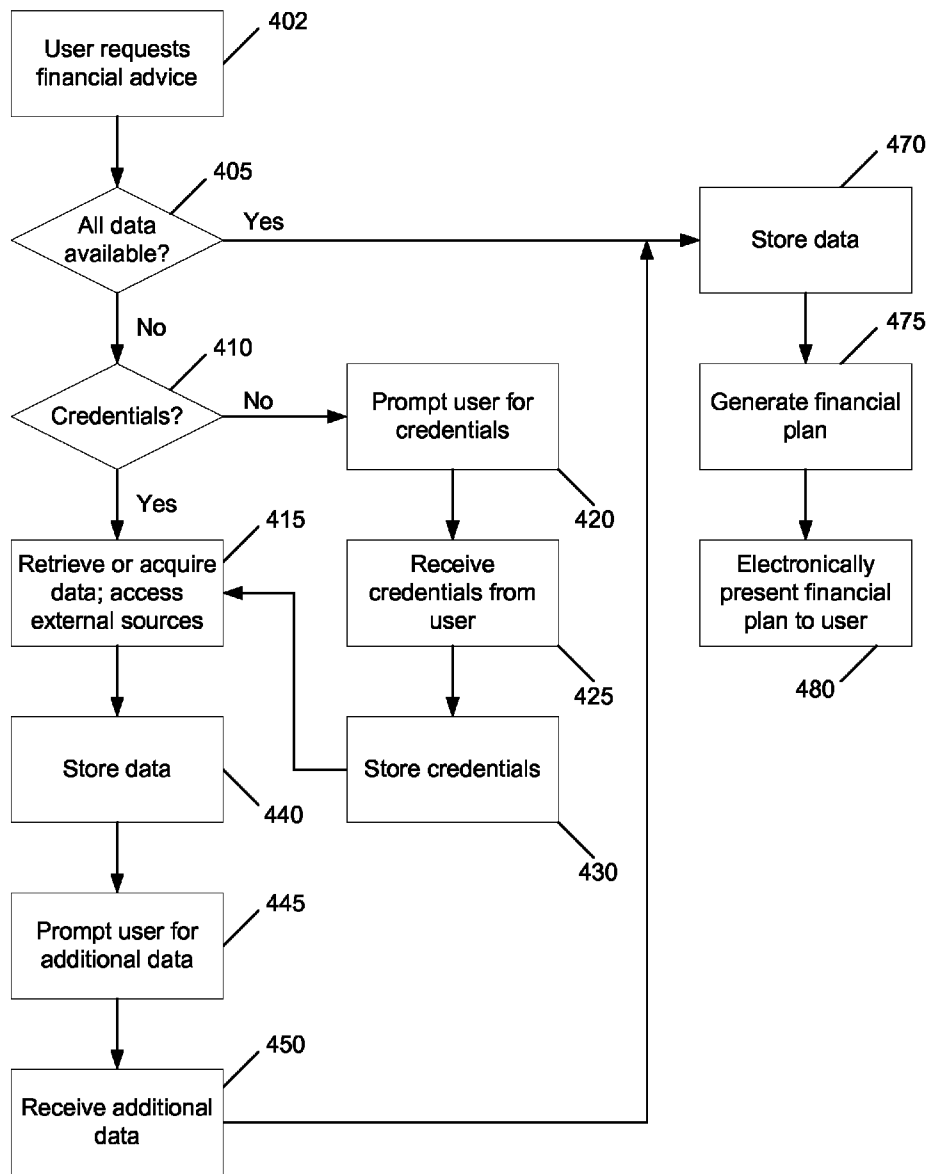 402
User requests
financial advice
405
All data
available?
Yes
No
470
Store data
475
Generate financial
plan
Electronically
present financial
plan to user
480
410
Credentials?
No
Yes
Prompt user for
credentials
420
415
Retrieve or acquire
data; access
external sources
Receive
credentials from
user
425
Store data
440
Store credentials
430
445
Prompt user for
additional data
450
Receive additional
data